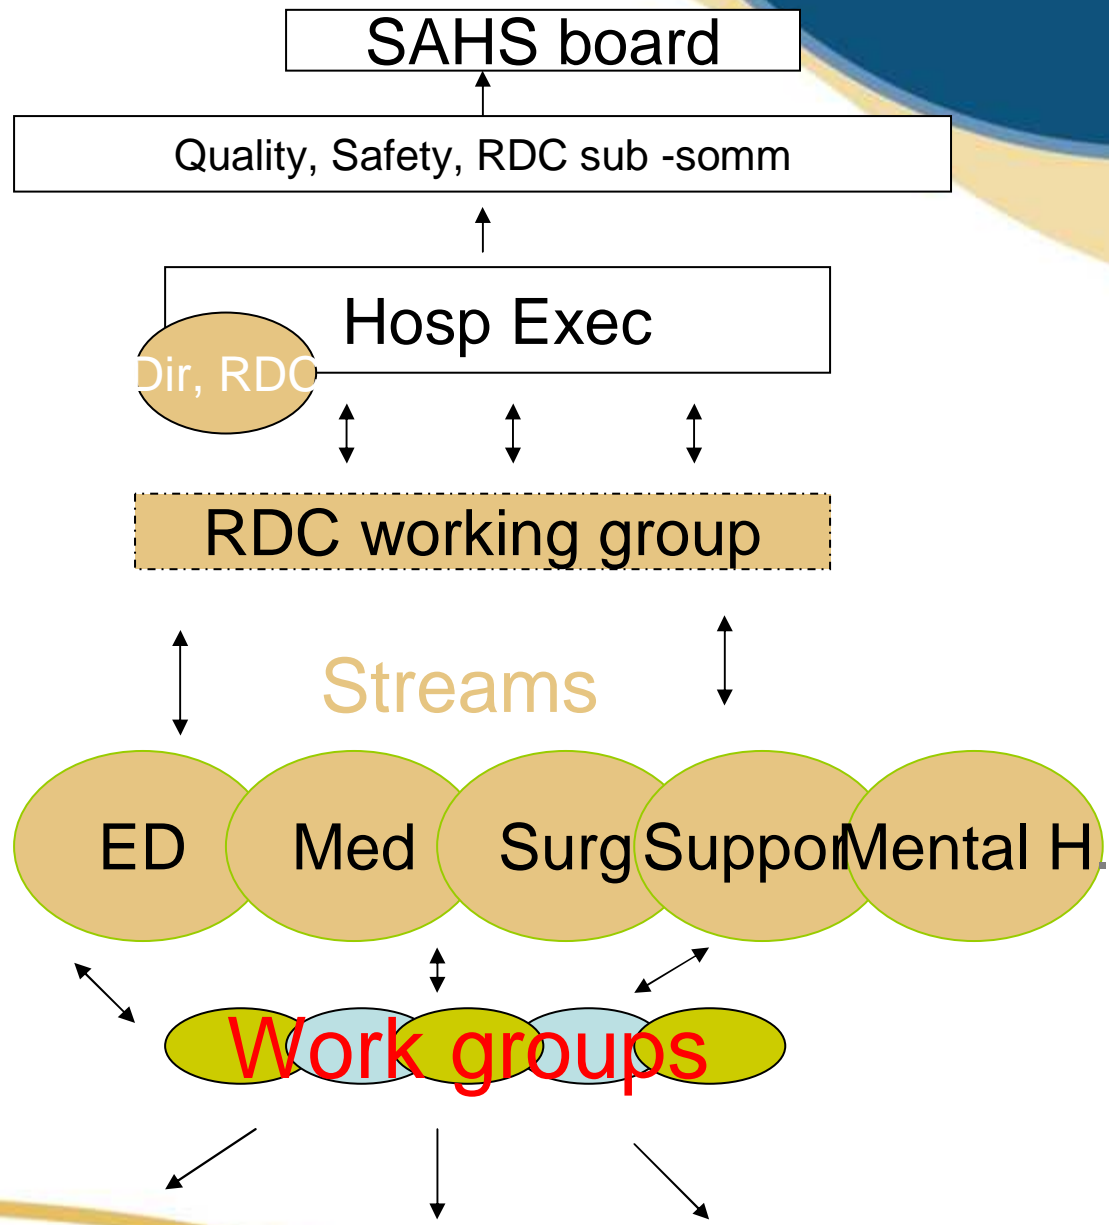 SAHS board
Quality, Safety, RDC sub -somm
Hosp Exec
Dir, RDC
RDC working group
Streams
ED
Med
Surg
Suppor
Mental H.
Work groups